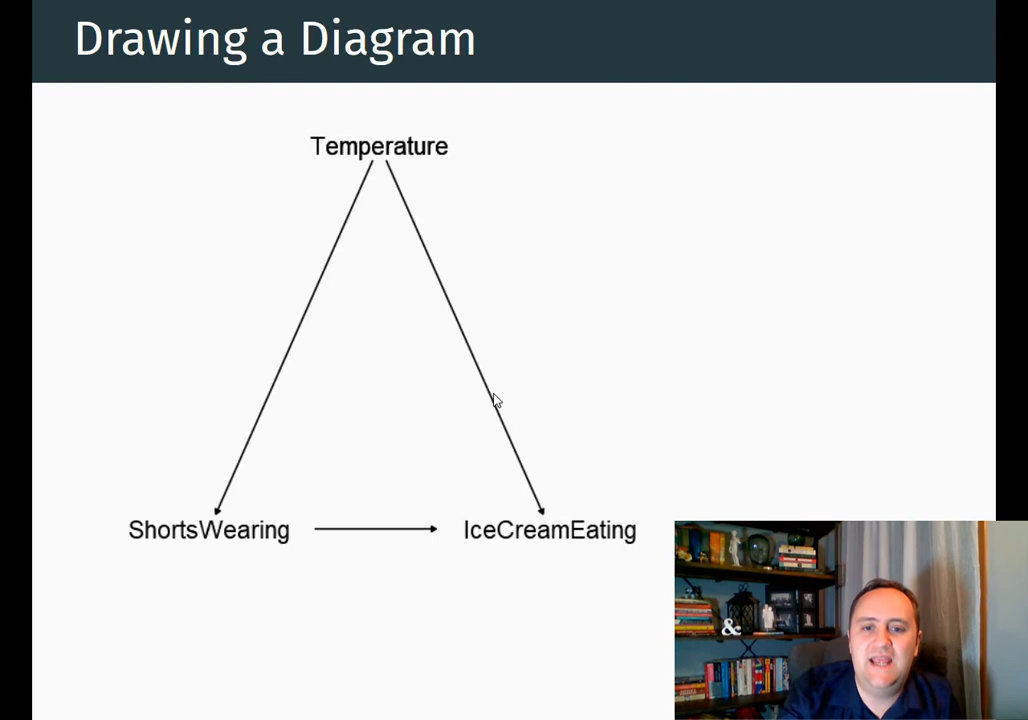 Drawing a Diagram
Temperature
ShortsWearing
IceCreamEating
&